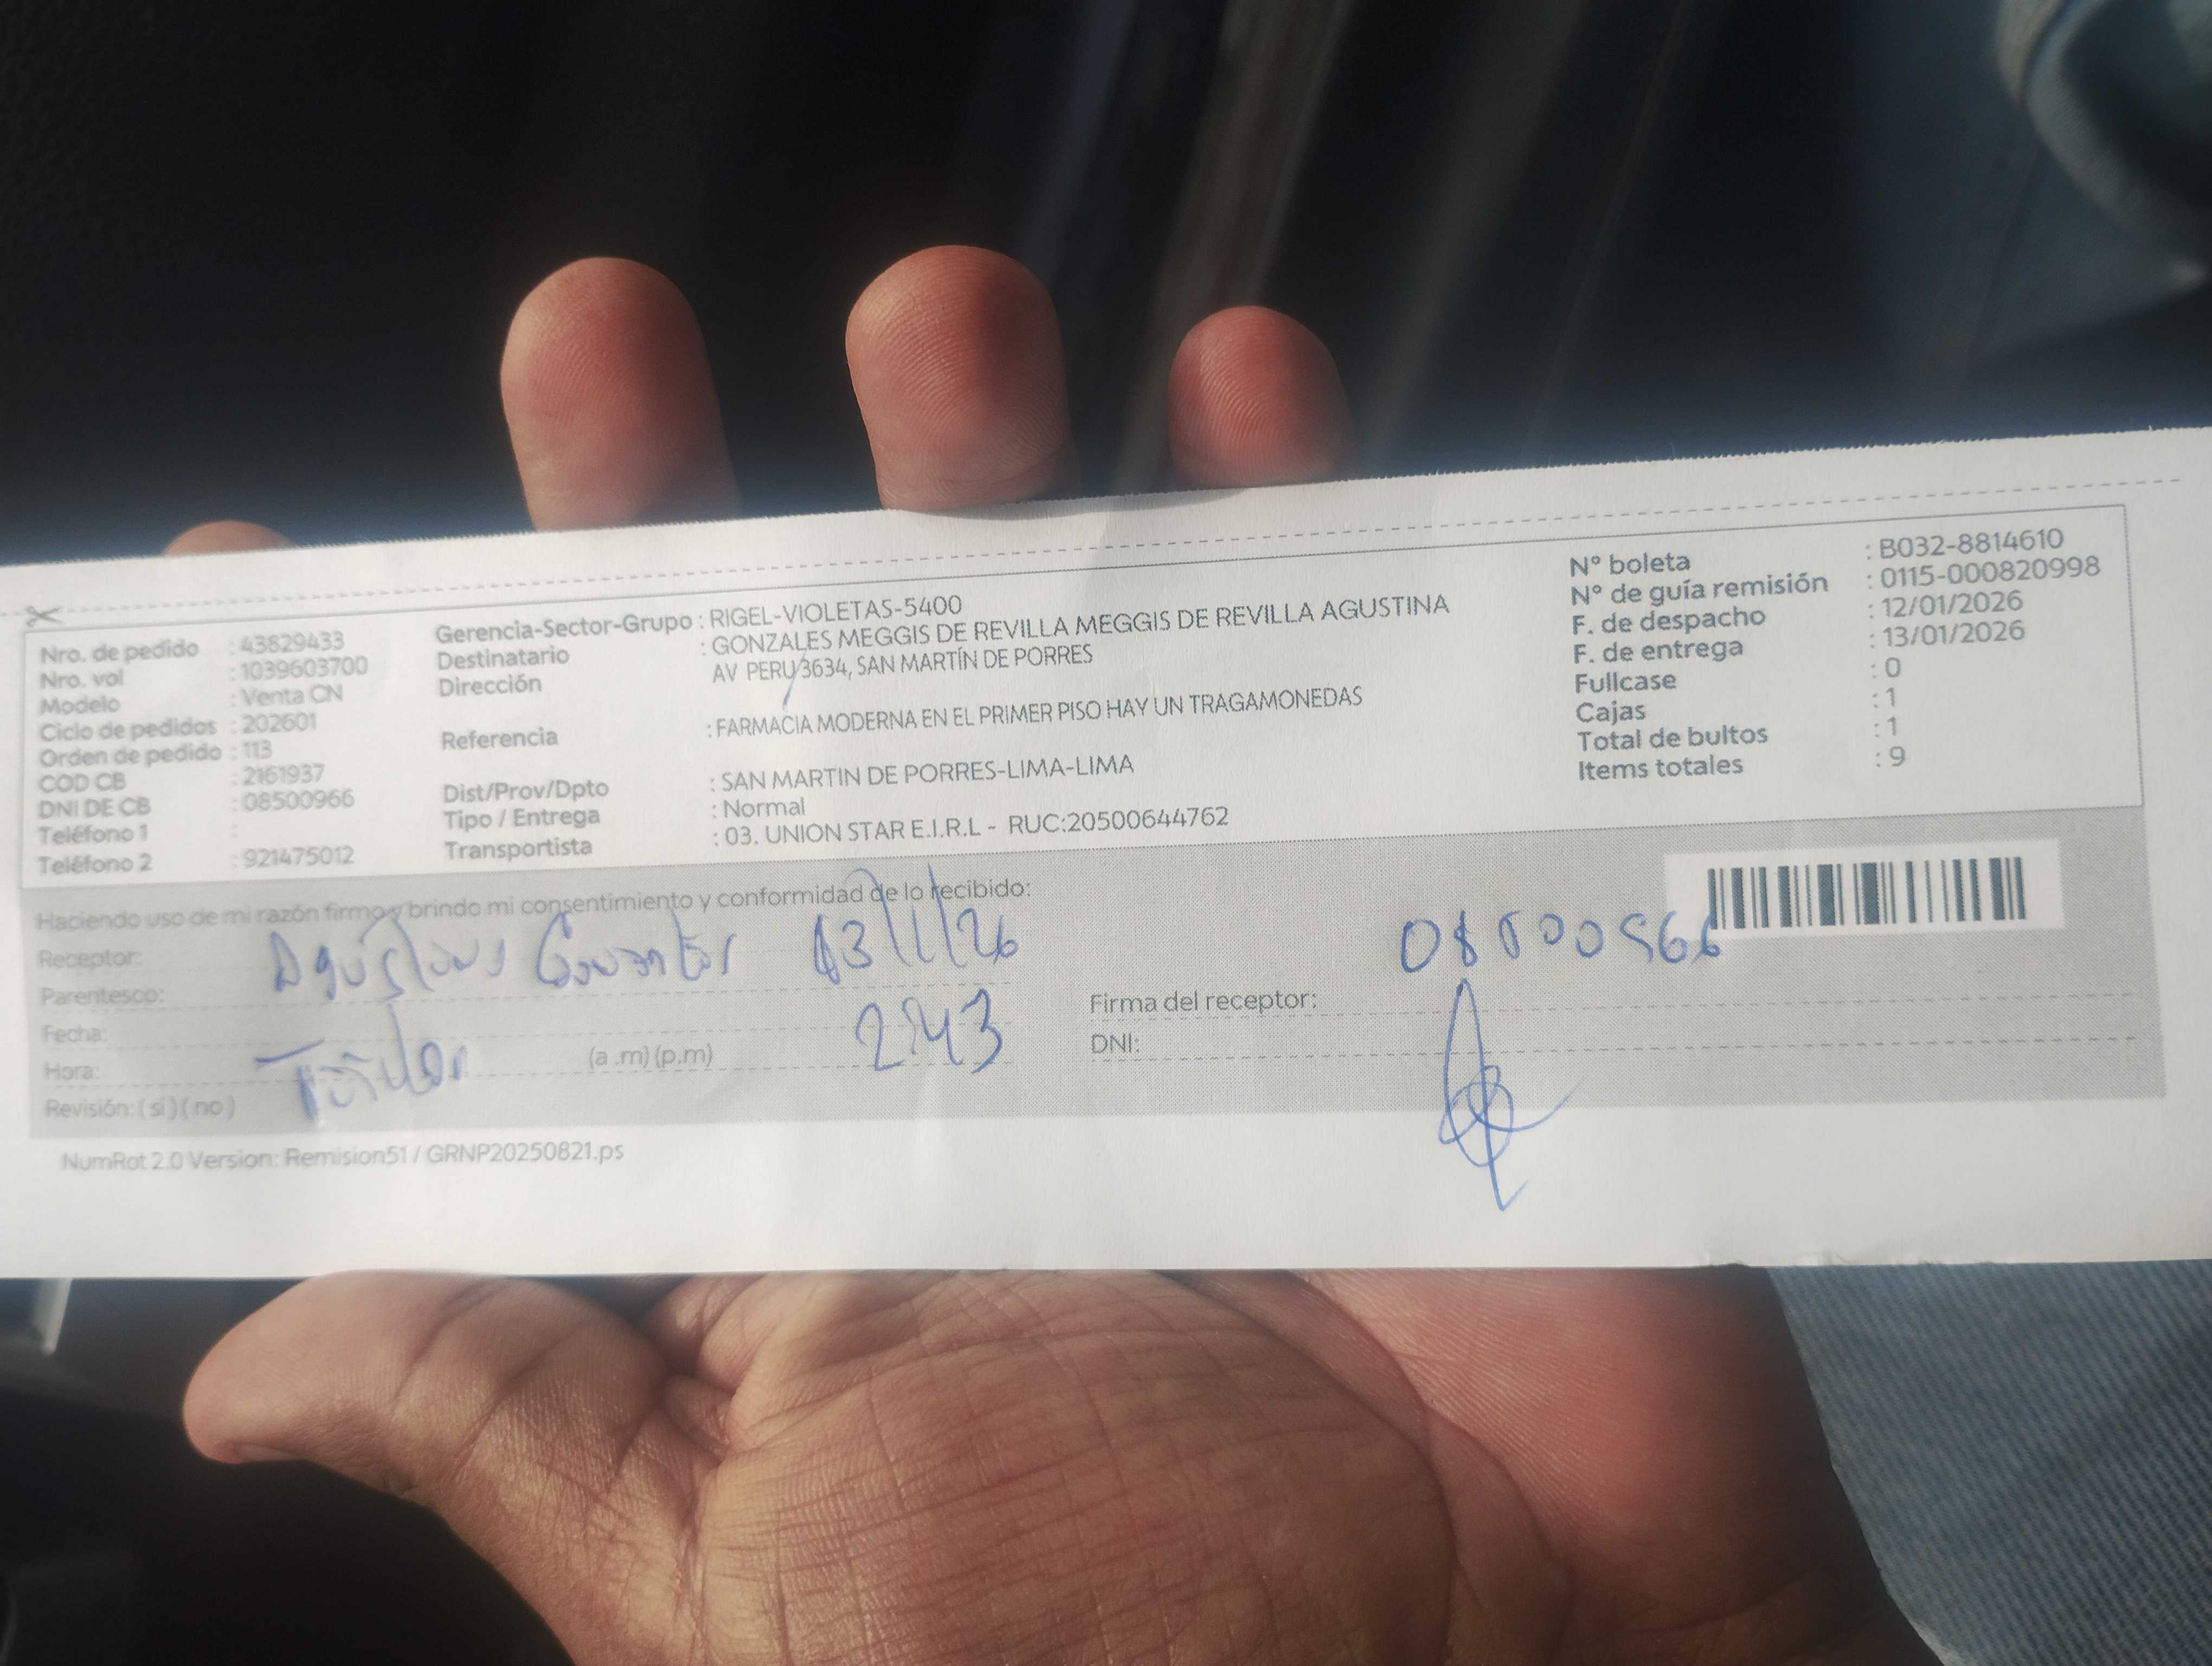 Nro. de pedido : 43829433
Nro. vol : 1039603700
Modelo : Venta CN
Ciclo de pedidos : 202601
Orden de pedido : 113
COD CB : 2161937
DNI DE CB : 08500966
Teléfono 1 :
Teléfono 2 : 921475012
Gerencia-Sector-Grupo : RIGEL-VIOLETAS-5400
Destinatario : GONZALES MEGGIS DE REVILLA MEGGIS DE REVILLA AGUSTINA
Dirección AV PERU 3634, SAN MARTÍN DE PORRES
Referencia : FARMACIA MODERNA EN EL PRIMER PISO HAY UN TRAGAMONEDAS
Dist/Prov/Dpto : SAN MARTIN DE PORRES-LIMA-LIMA
Tipo / Entrega : Normal
Transportista : 03. UNION STAR E.I.R.L - RUC:20500644762
N° boleta : B032-8814610
N° de guía remisión : 0115-000820998
F. de despacho : 12/01/2026
F. de entrega : 13/01/2026
Fullcase : 0
Cajas : 1
Total de bultos : 1
Items totales : 9
Haciendo uso de mi razón firmo y brindo mi consentimiento y conformidad de lo recibido:
Receptor: 13/1/26
Parentesco:
Fecha:
Hora: (a .m) (p.m) 2:43
Revisión: ( si ) ( no )
08500966
Firma del receptor:
DNI:
NumRot 2.0 Version: Remision51 / GRNP20250821.ps